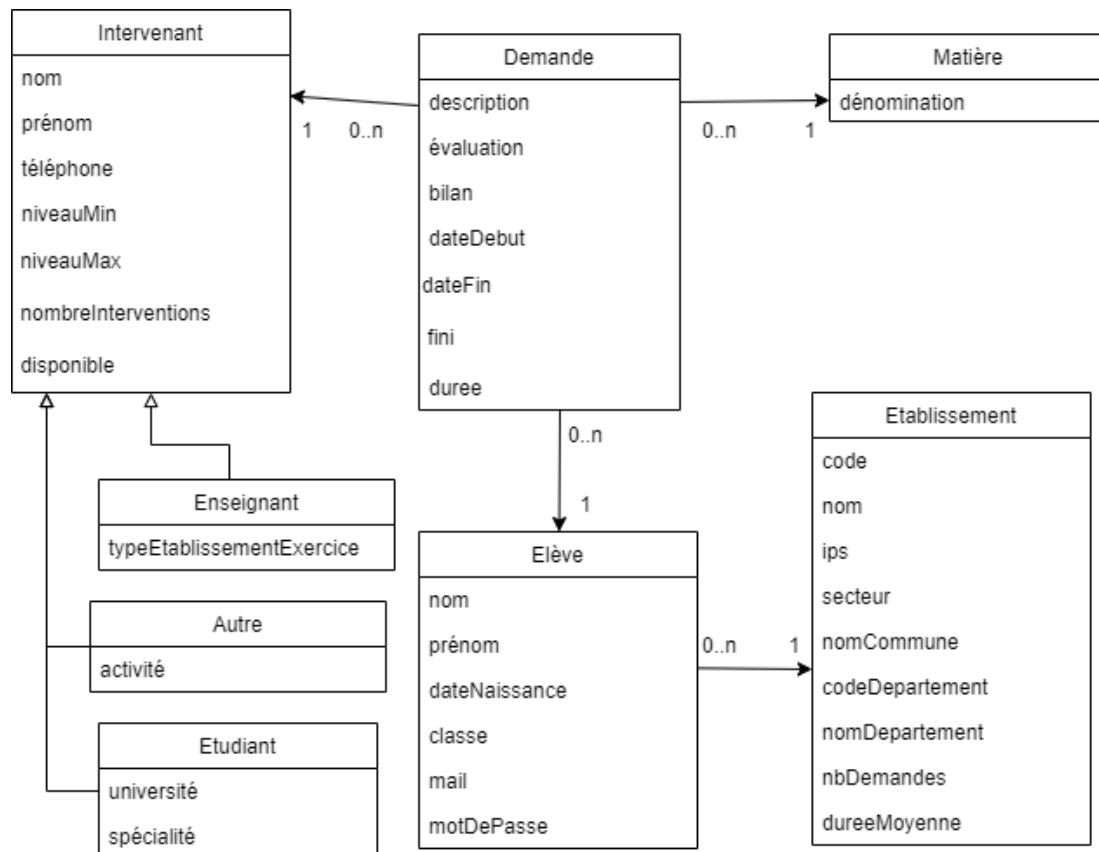 Intervenant
nom
prénom
téléphone
niveauMin
niveauMax
nombreInterventions
disponible
1
0..n
Demande
description
évaluation
bilan
dateDebut
dateFin
fini
duree
0..n
1
Matière
dénomination
0..n
1
Enseignant
typeEtablissementExercice
Autre
activité
Etudiant
université
spécialité
Elève
nom
prénom
dateNaissance
classe
mail
motDePasse
0..n
1
Etablissement
code
nom
ips
secteur
nomCommune
codeDepartement
nomDepartement
nbDemandes
dureeMoyenne